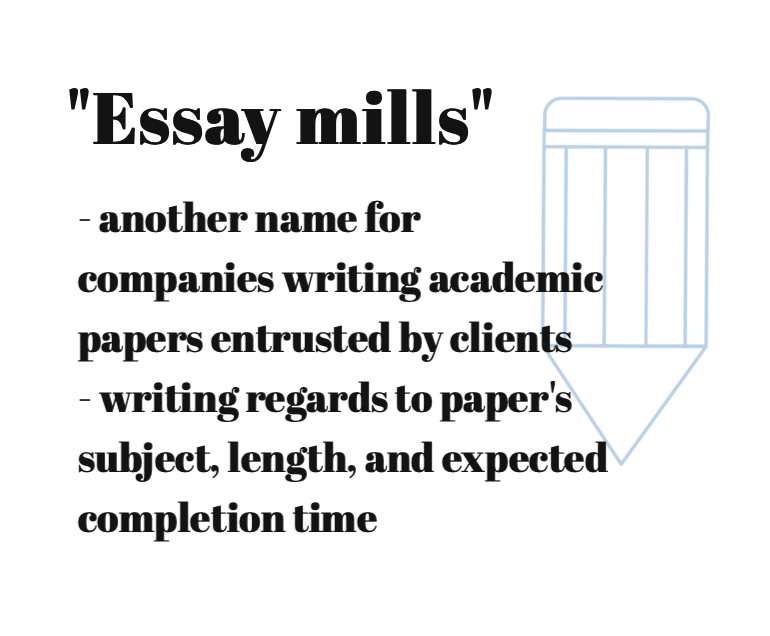 "Essay mills"
- another name for
companies writing academic
papers entrusted by clients
- writing regards to paper's
subject, length, and expected
completion time